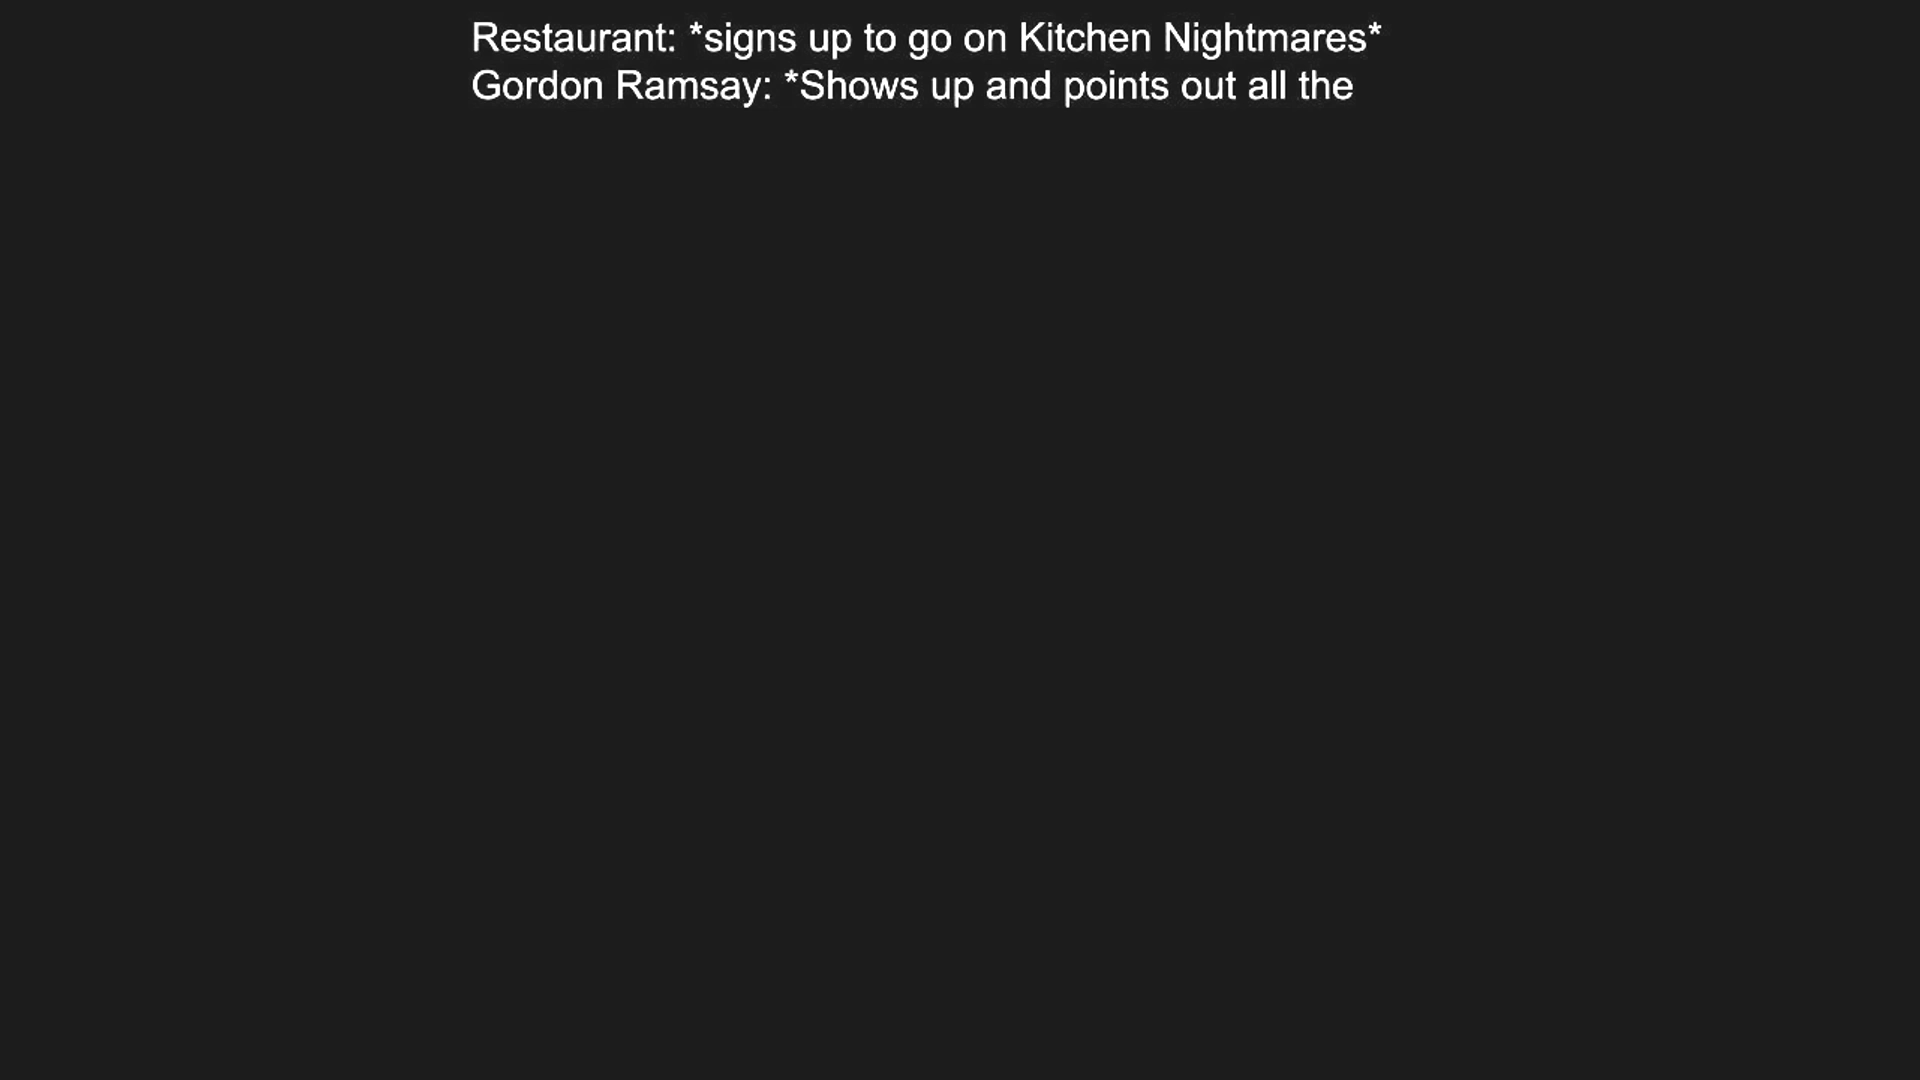 Restaurant: *signs up to go on Kitchen Nightmares*
Gordon Ramsay: *Shows up and points out all the